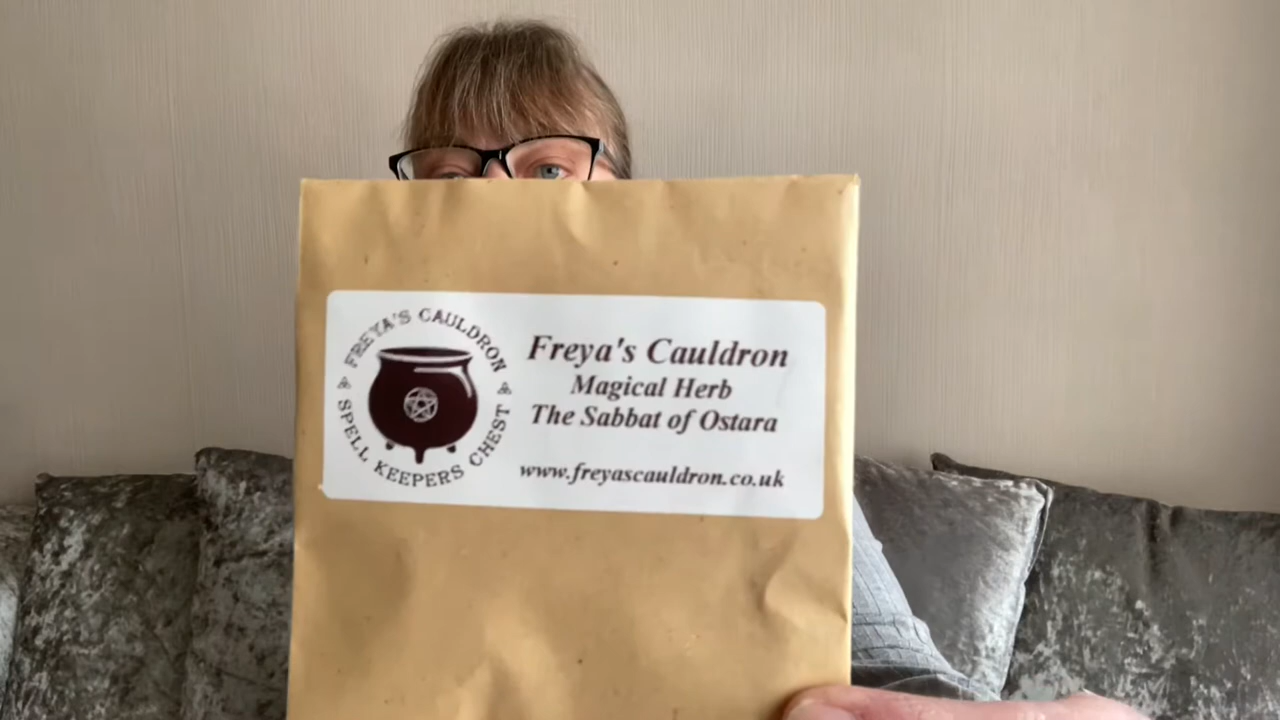 FREYA'S CAULDRON
SPELL KEEPERS CHEST
Freya's Cauldron
Magical Herb
The Sabbat of Ostara
www.freyascauldron.co.uk